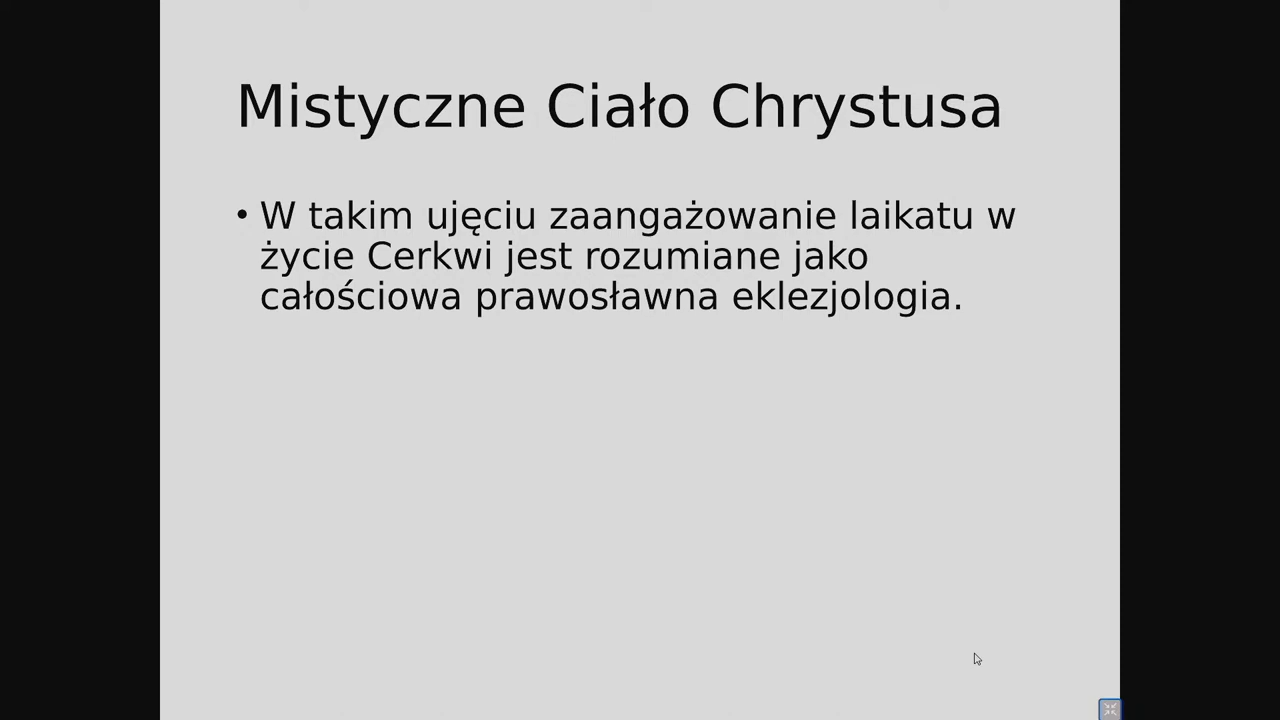 Mistyczne Ciało Chrystusa
• W takim ujęciu zaangażowanie laikatu w
życie Cerkwi jest rozumiane jako
całościowa prawosławna eklezjologia.